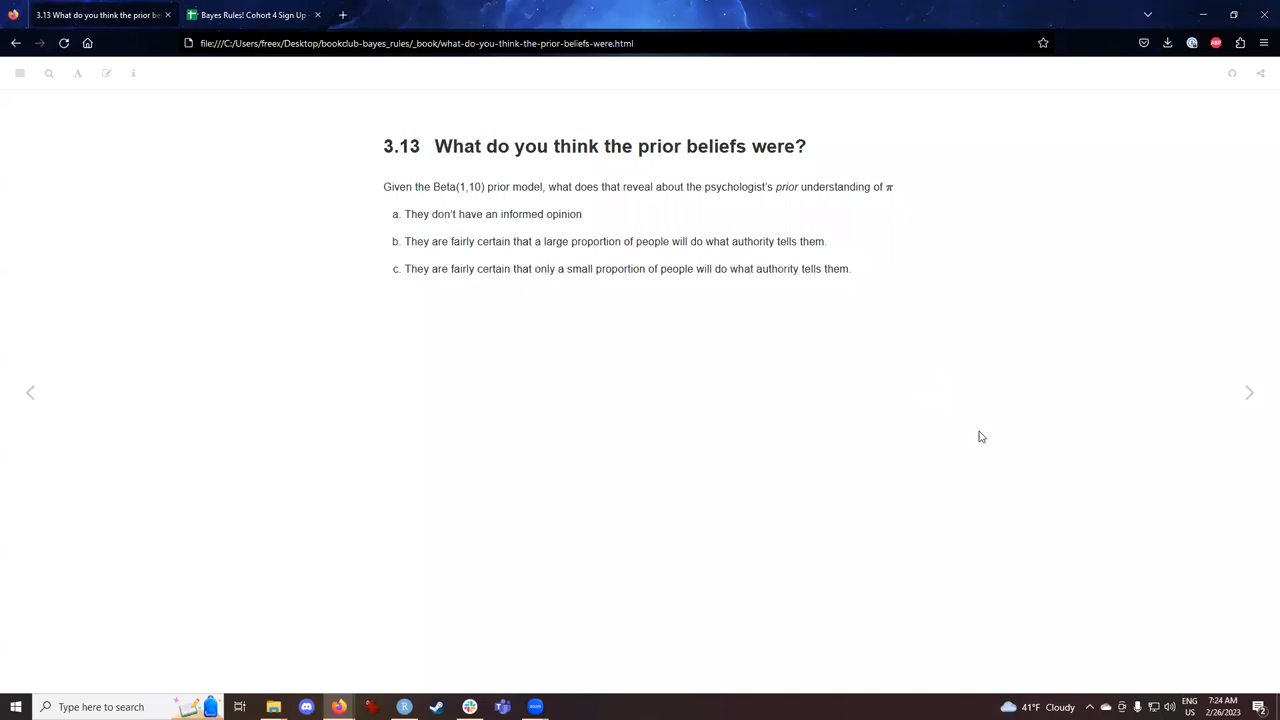 3.13 What do you think the prior be
Bayes Rules! Cohort 4 Sign Up -
file:///C:/Users/freex/Desktop/bookclub-bayes_rules/_book/what-do-you-think-the-prior-beliefs-were.html
ABP
3.13 What do you think the prior beliefs were?
Given the Beta(1,10) prior model, what does that reveal about the psychologist's prior understanding of π
a. They don't have an informed opinion
b. They are fairly certain that a large proportion of people will do what authority tells them.
c. They are fairly certain that only a small proportion of people will do what authority tells them.
Type here to search
zoom
41°F Cloudy
ENG
US
7:24 AM
2/26/2023
2